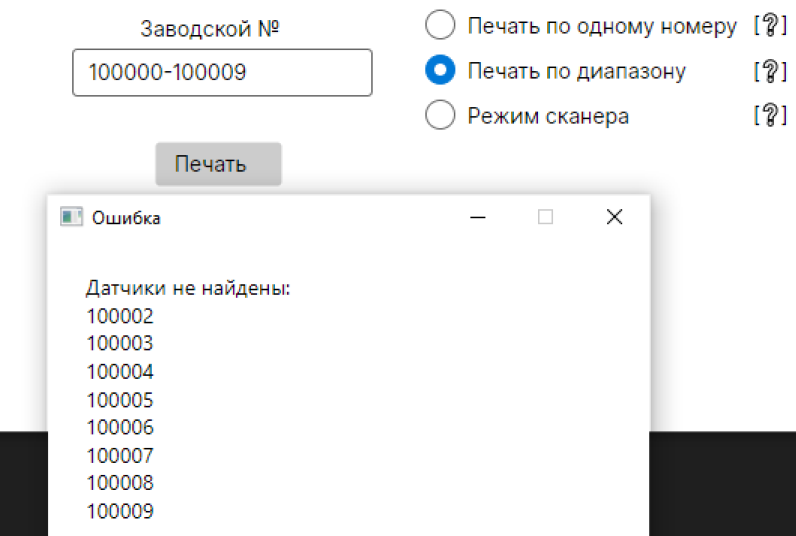 Заводской №
100000-100009
Печать по одному номеру [?]
Печать по диапазону [?]
Режим сканера [?]
Печать
Ошибка
Датчики не найдены:
100002
100003
100004
100005
100006
100007
100008
100009